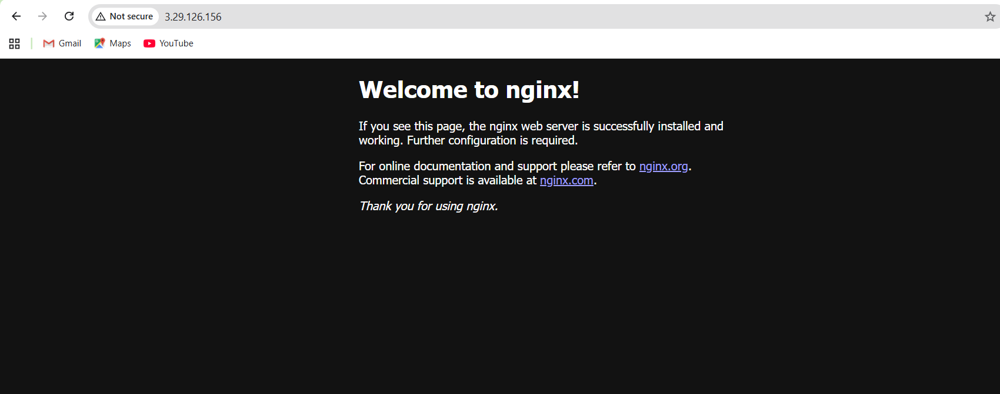 Not secure 3.29.126.156
Gmail Maps YouTube
Welcome to nginx!
If you see this page, the nginx web server is successfully installed and
working. Further configuration is required.
For online documentation and support please refer to nginx.org.
Commercial support is available at nginx.com.
Thank you for using nginx.